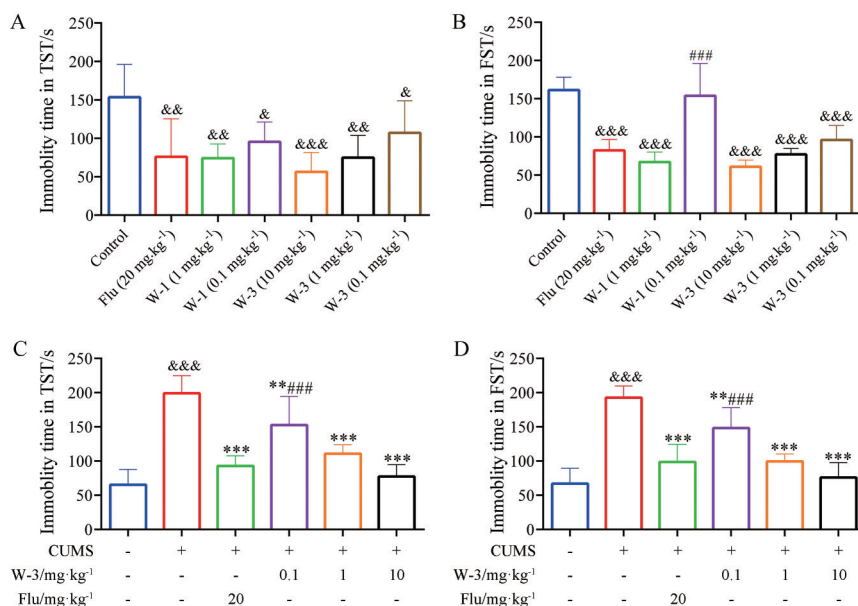 A
Immoblity time in TST/s
250
200
150
100
50
0
&&
&&
&
&&&
&&
&
Control
Flu (20 mg·kg⁻¹)
W-1 (1 mg·kg⁻¹)
W-1 (0.1 mg·kg⁻¹)
W-3 (10 mg·kg⁻¹)
W-3 (1 mg·kg⁻¹)
W-3 (0.1 mg·kg⁻¹)
B
Immoblity time in FST/s
250
200
150
100
50
0
&&&
&&&
###
&&&
&&&
&&&
Control
Flu (20 mg·kg⁻¹)
W-1 (1 mg·kg⁻¹)
W-1 (0.1 mg·kg⁻¹)
W-3 (10 mg·kg⁻¹)
W-3 (1 mg·kg⁻¹)
W-3 (0.1 mg·kg⁻¹)
C
Immoblity time in TST/s
250
200
150
100
50
0
&&&
***
**###
***
***
CUMS - + + + + +
W-3/mg·kg⁻¹ - - - 0.1 1 10
Flu/mg·kg⁻¹ - - 20 - - -
D
Immoblity time in FST/s
250
200
150
100
50
0
&&&
***
**###
***
***
CUMS - + + + + +
W-3/mg·kg⁻¹ - - - 0.1 1 10
Flu/mg·kg⁻¹ - - 20 - - -